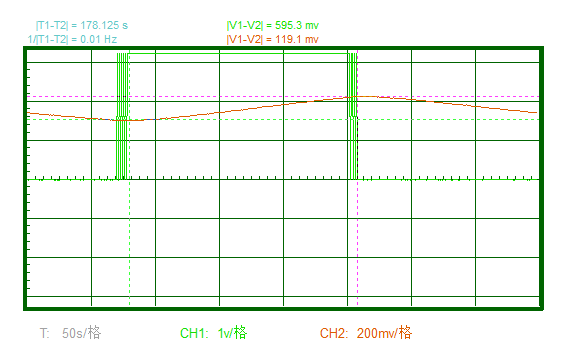 |T1-T2| = 178.125 s |V1-V2| = 595.3 mv
1/|T1-T2| = 0.01 Hz |V1-V2| = 119.1 mv
T: 50s/格 CH1: 1v/格 CH2: 200mv/格